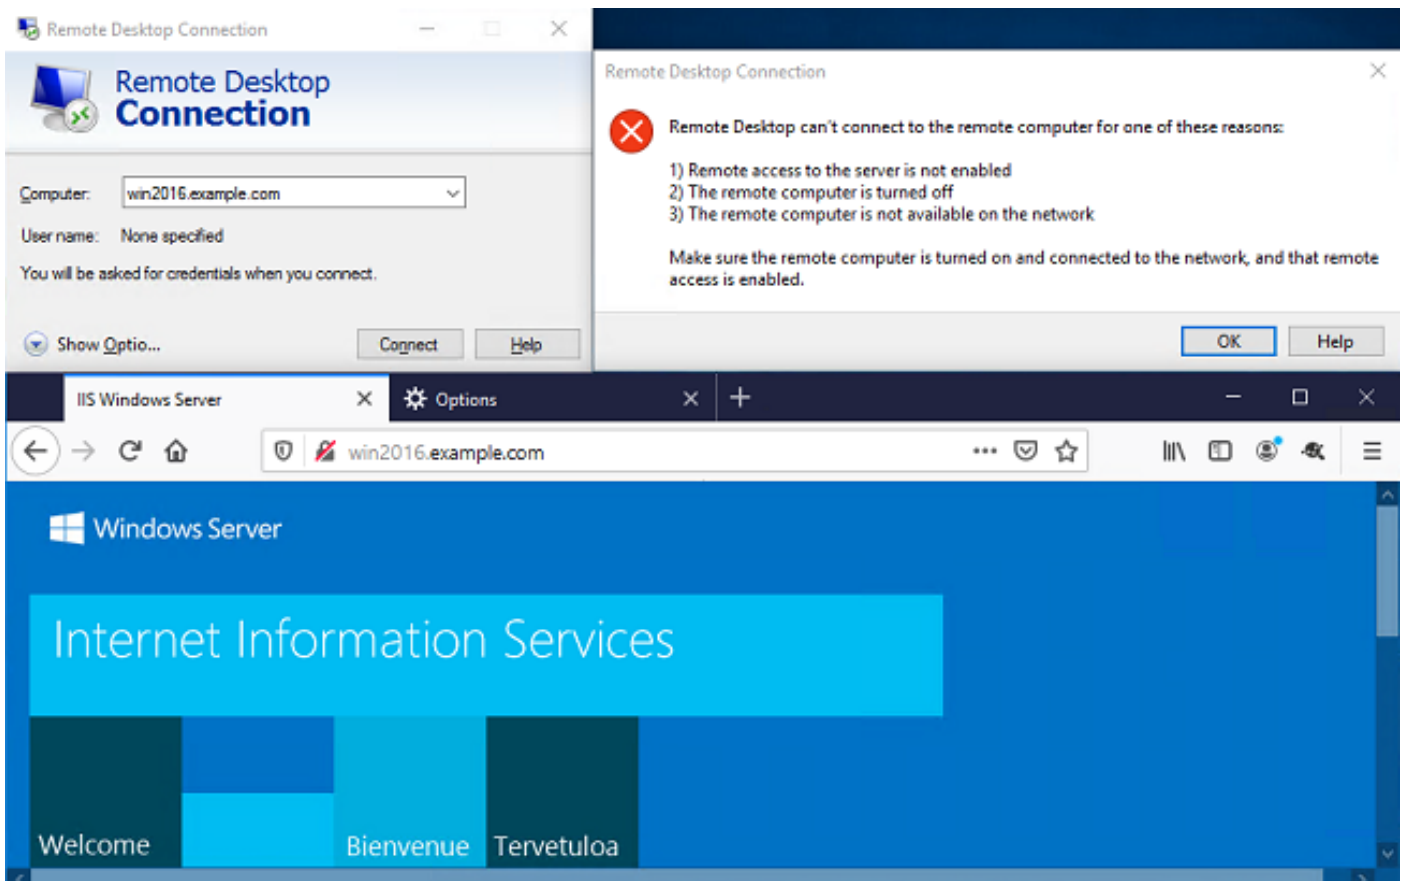 Remote Desktop Connection
Remote Desktop
Connection
Computer: win2016.example.com
User name: None specified
You will be asked for credentials when you connect.
Show Optio...
Connect
Help
Remote Desktop Connection
Remote Desktop can't connect to the remote computer for one of these reasons:
1) Remote access to the server is not enabled
2) The remote computer is turned off
3) The remote computer is not available on the network
Make sure the remote computer is turned on and connected to the network, and that remote
access is enabled.
OK
Help
IIS Windows Server
Options
win2016.example.com
Windows Server
Internet Information Services
Welcome
Bienvenue
Tervetuloa